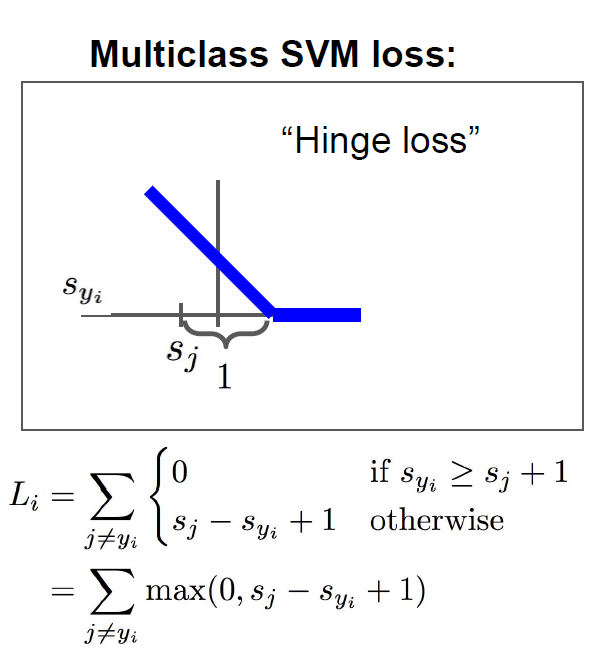 Multiclass SVM loss:
“Hinge loss”
$s_{y_i}$
$s_j$
1
$L_i = \sum_{j \neq y_i} \begin{cases} 0 & \text{if } s_{y_i} \geq s_j + 1 \\ s_j - s_{y_i} + 1 & \text{otherwise} \end{cases}$
$= \sum_{j \neq y_i} \max(0, s_j - s_{y_i} + 1)$